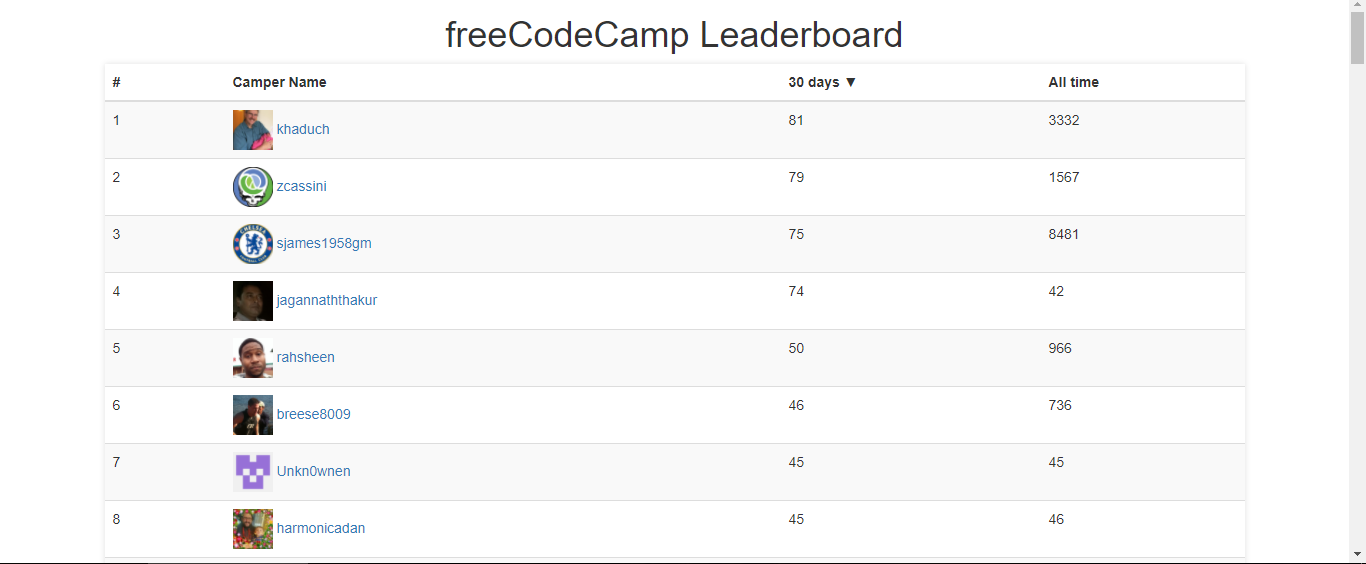 freeCodeCamp Leaderboard
# Camper Name 30 days ▼ All time
1 khaduch 81 3332
2 zcassini 79 1567
CHELSEA
3 sjames1958gm 75 8481
4 jagannaththakur 74 42
5 rahsheen 50 966
6 breese8009 46 736
7 Unkn0wnen 45 45
8 harmonicadan 45 46